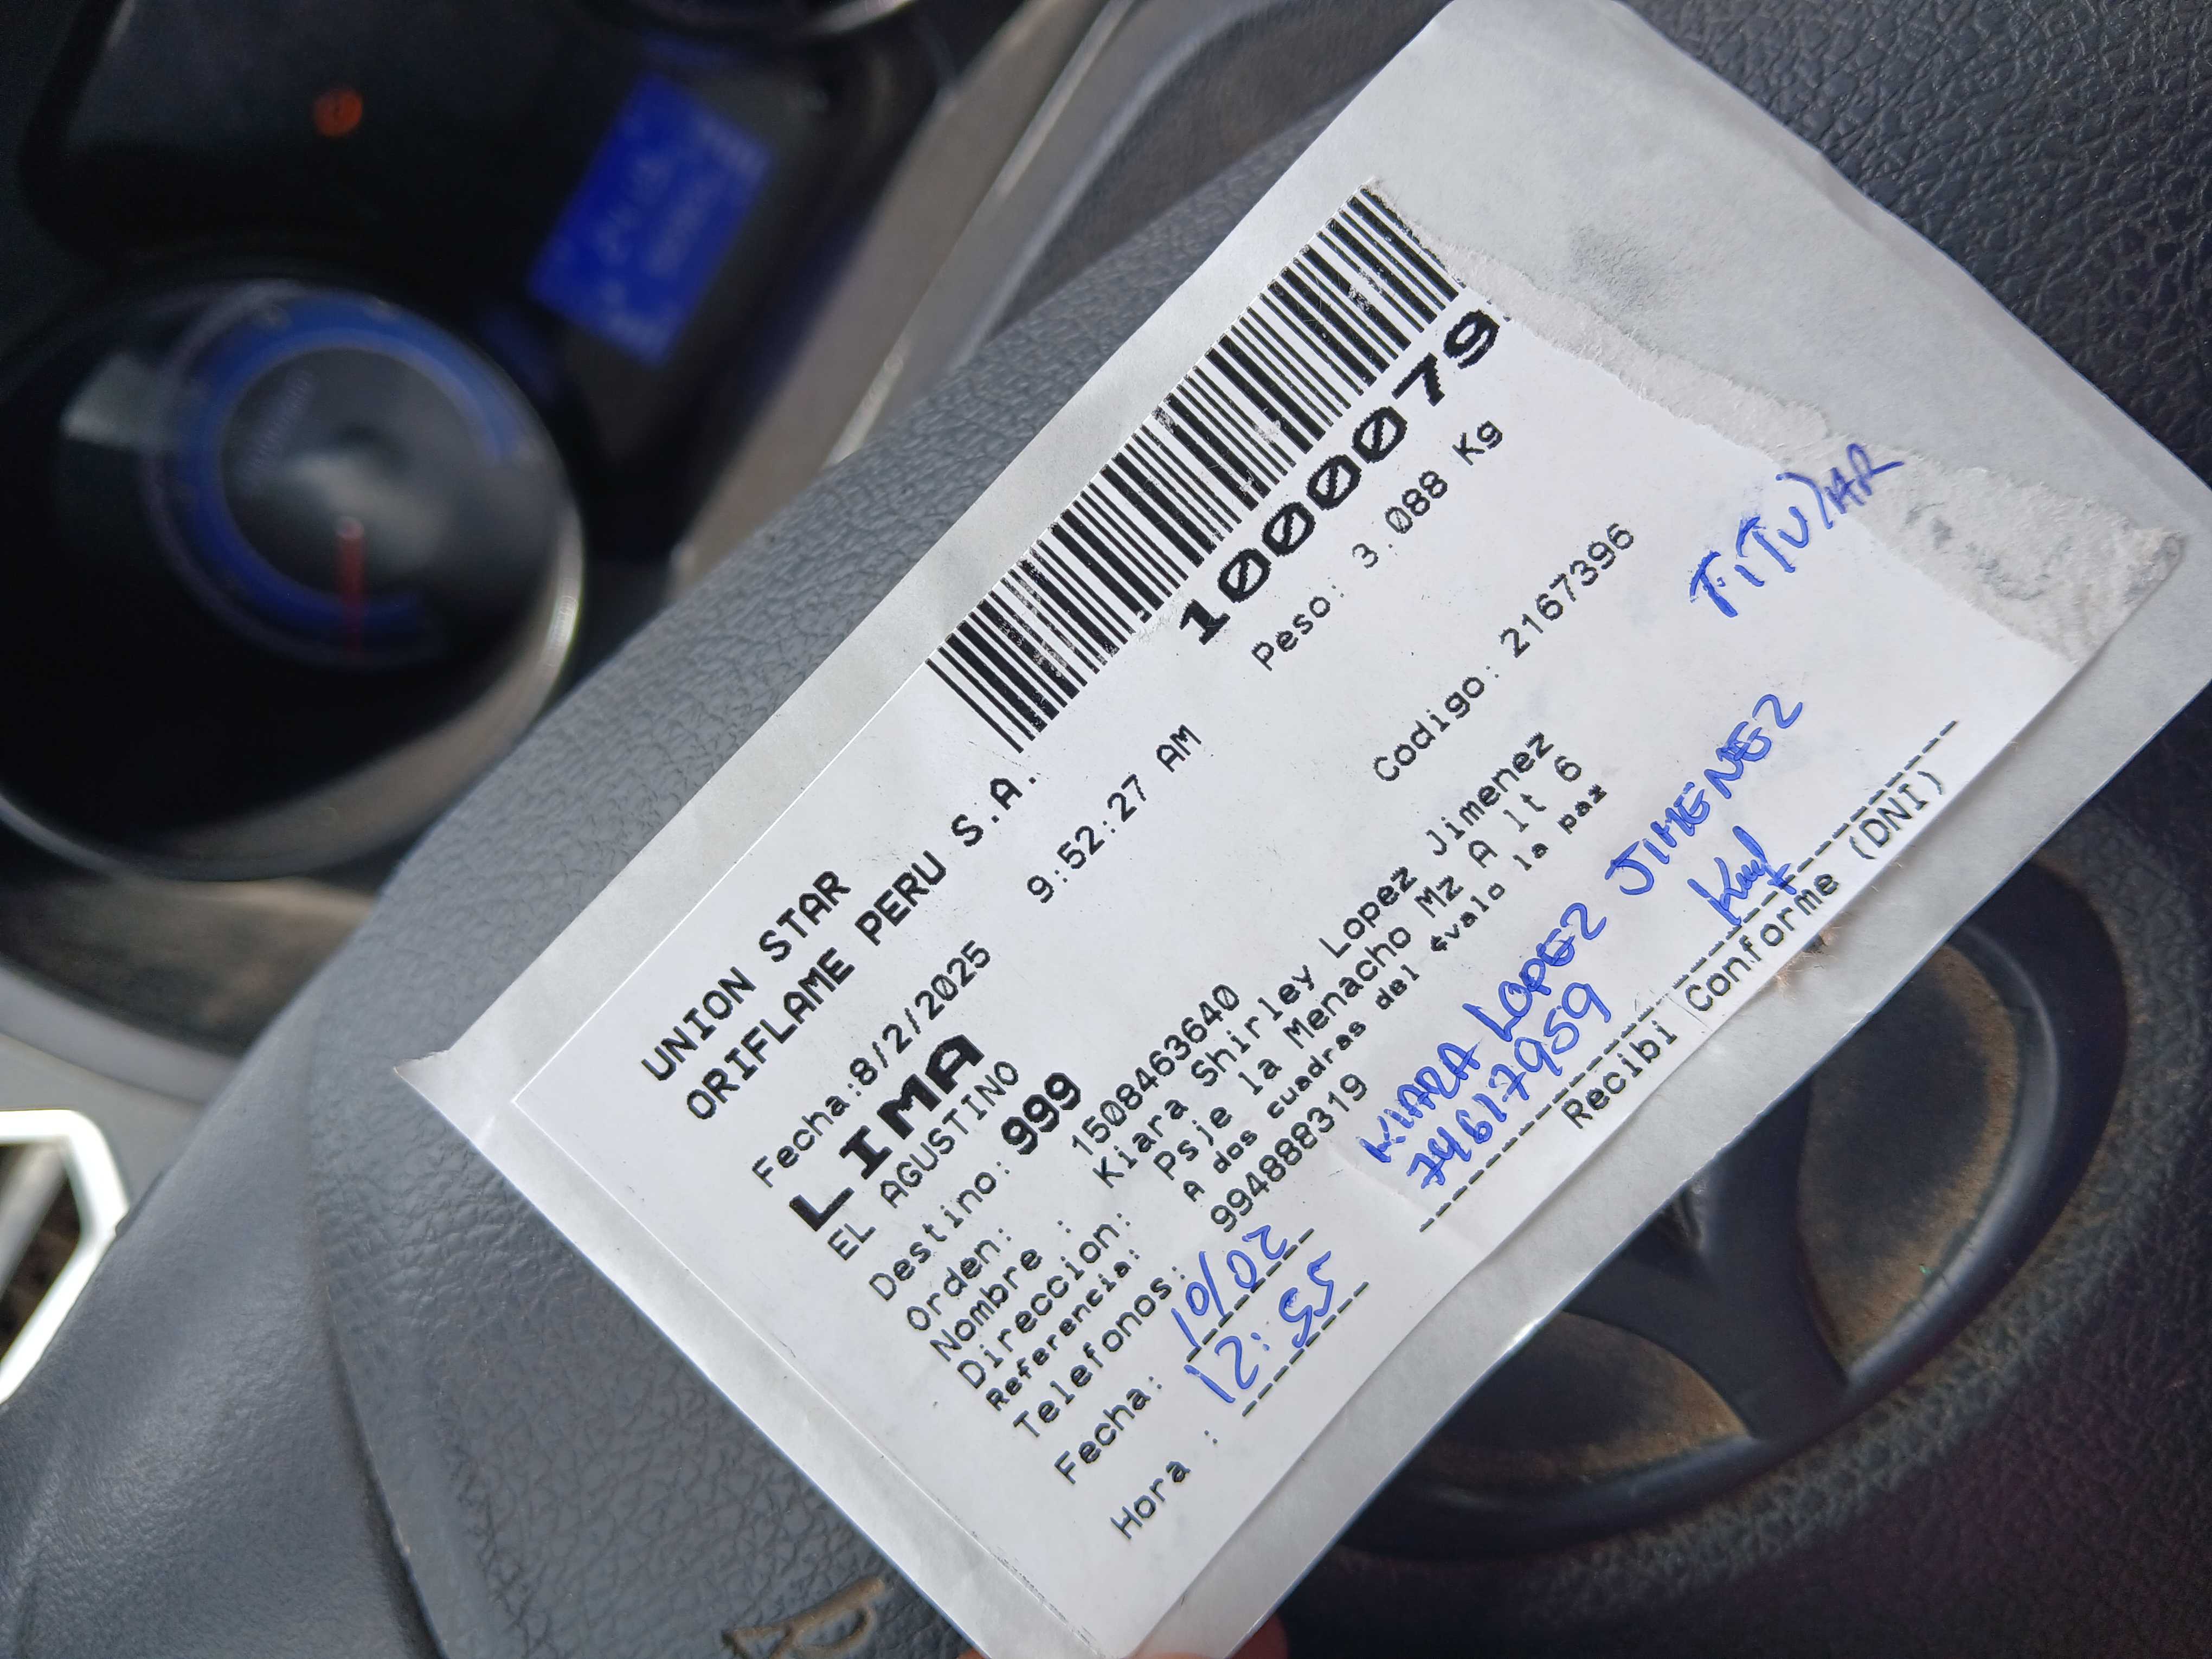 UNION STAR
ORIFLAME PERU S.A.
10000079
Fecha:8/2/2025 9:52:27 AM
Peso: 3.088 Kg
LIMA
EL AGUSTINO
Destino: 999
Codigo: 2167396
Orden: 1508463640
Nombre : Kiara Shirley Lopez Jimenez
Direccion: Psje la Menacho Mz A lt 6
Referencia: A dos cuadras del ¢valo la paz
Telefonos: 994888319
TITULAR
Fecha: 10/02
Hora : 12:55
KIARA LOPEZ JIMENEZ
74617959
Recibi Conforme (DNI)